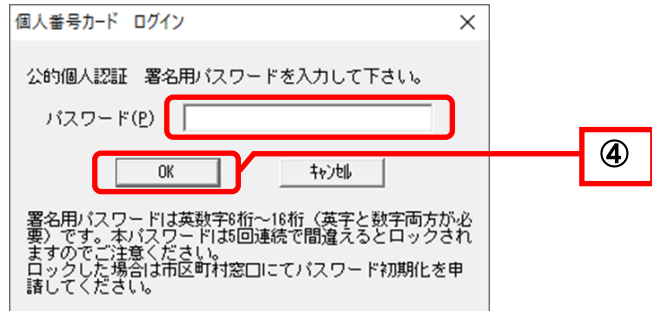 個人番号カード　ログイン
公的個人認証　署名用パスワードを入力して下さい。
パスワード(P)
OK
キャンセル
④
署名用パスワードは英数字6桁～16桁（英字と数字両方が必
要）です。本パスワードは5回連続で間違えるとロックされ
ますのでご注意ください。
ロックした場合は市区町村窓口にてパスワード初期化を申
請してください。